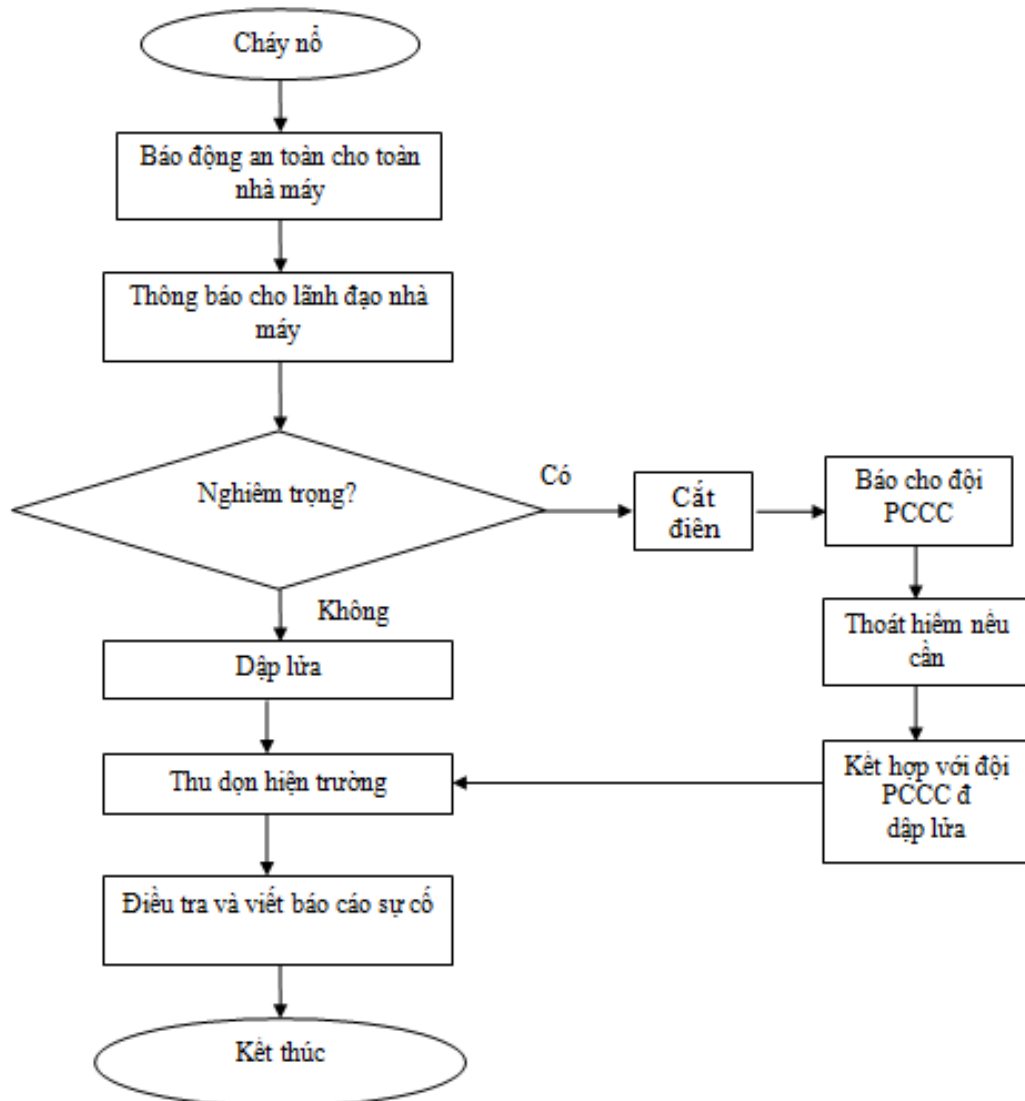 Cháy nổ
Báo động an toàn cho toàn
nhà máy
Thông báo cho lãnh đạo nhà
máy
Nghiêm trọng?
Có
Cắt
điên
Báo cho đội
PCCC
Không
Thoát hiểm nếu
cần
Dập lửa
Kết hợp với đội
PCCC đ
dập lửa
Thu dọn hiện trường
Điều tra và viết báo cáo sự cố
Kết thúc